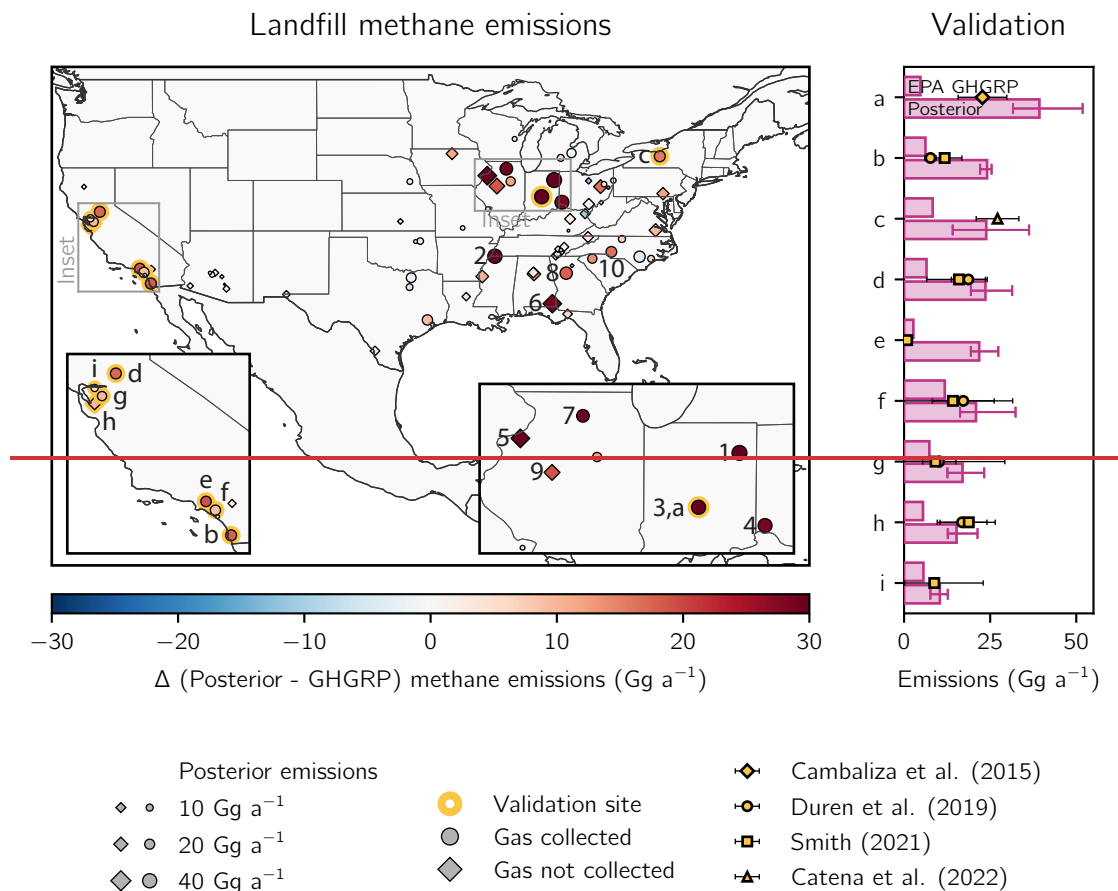 Landfill methane emissions
Validation
EPA GHGRP
Posterior
a
b
c
d
e
f
g
h
i
0
25
50
Emissions (Gg a−1)
c
Inset
Inset
2
8
10
6
i
d
g
h
e
f
b
7
5
1
9
3,a
4
−30
−20
−10
0
10
20
30
Δ (Posterior - GHGRP) methane emissions (Gg a−1)
Posterior emissions
10 Gg a−1
20 Gg a−1
40 Gg a−1
Validation site
Gas collected
Gas not collected
Cambaliza et al. (2015)
Duren et al. (2019)
Smith (2021)
Catena et al. (2022)